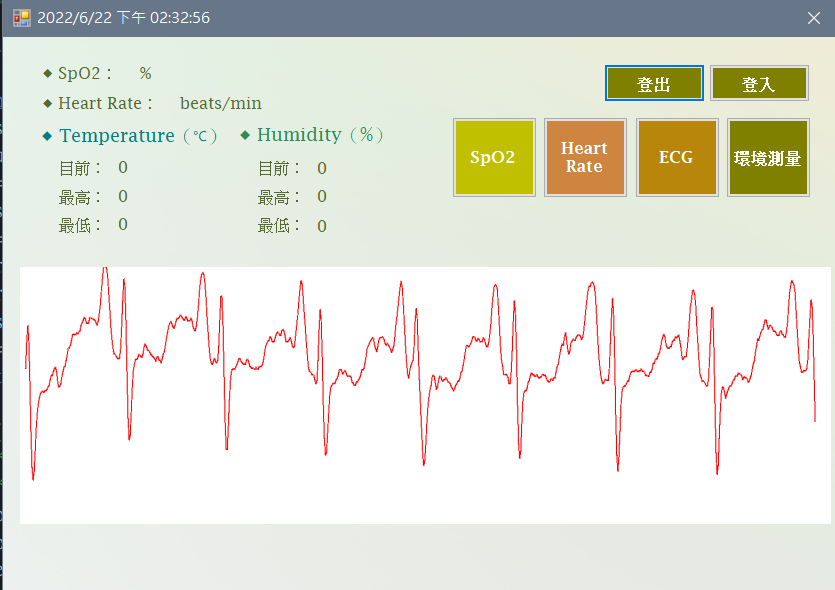 2022/6/22 下午 02:32:56
◆ SpO2： %
登出 登入
◆ Heart Rate： beats/min
◆ Temperature（℃） ◆ Humidity（%）
SpO2 Heart Rate ECG 環境測量
目前： 0 目前： 0
最高： 0 最高： 0
最低： 0 最低： 0